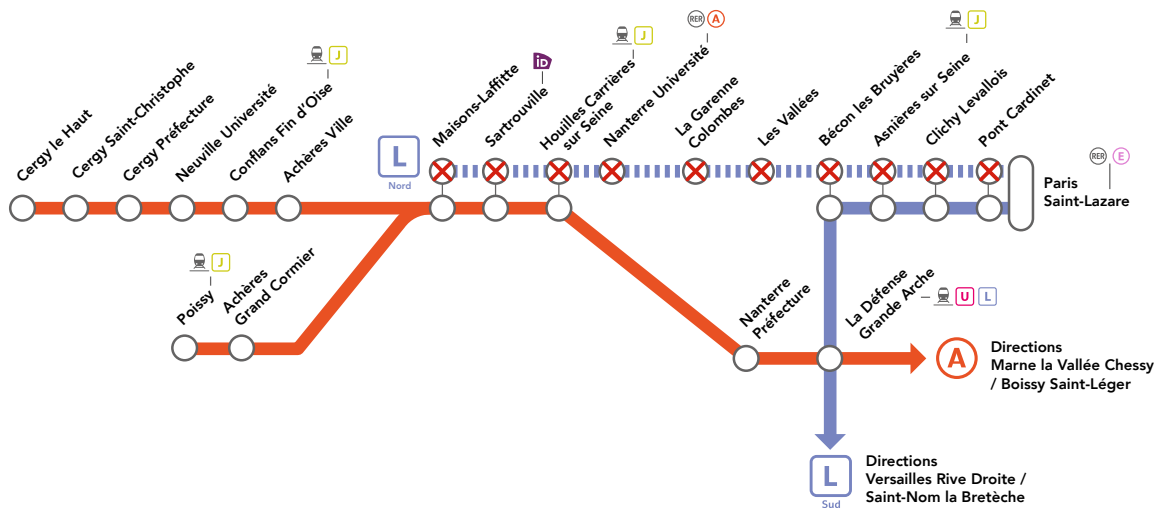 Cergy le Haut
Cergy Saint-Christophe
Cergy Préfecture
Neuville Université
Conflans Fin d'Oise
J
Achères Ville
L
Nord
Maisons-Laffitte
Sartrouville
iD
Houilles Carrières
sur Seine
J
Nanterre Université
RER A
La Garenne
Colombes
Les Vallées
Bécon les Bruyères
Asnières sur Seine
J
Clichy Levallois
Pont Cardinet
Paris
Saint-Lazare
RER E
Poissy
J
Achères
Grand Cormier
Nanterre
Préfecture
La Défense
Grande Arche
U L
A
Directions
Marne la Vallée Chessy
/ Boissy Saint-Léger
L
Sud
Directions
Versailles Rive Droite /
Saint-Nom la Bretèche